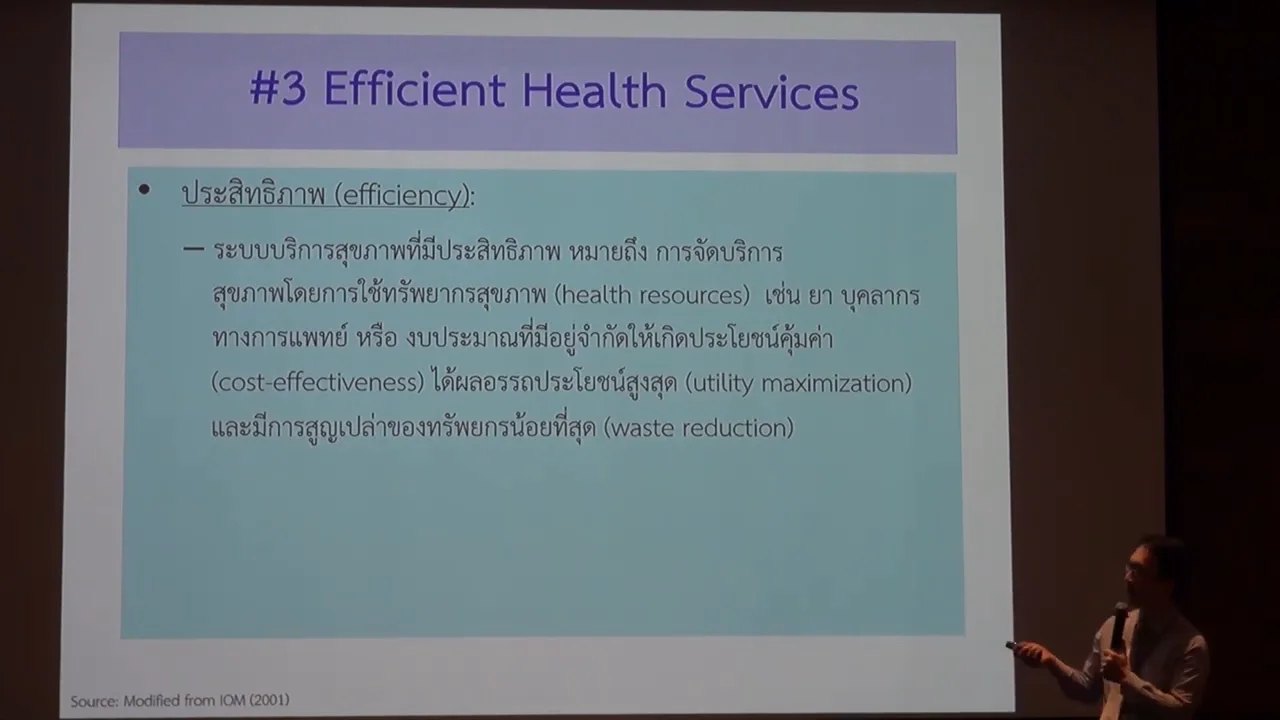 #3 Efficient Health Services
• ประสิทธิภาพ (efficiency):
– ระบบบริการสุขภาพที่มีประสิทธิภาพ หมายถึง การจัดบริการ
สุขภาพโดยการใช้ทรัพยากรสุขภาพ (health resources) เช่น ยา บุคลากร
ทางการแพทย์ หรือ งบประมาณที่มีอยู่จำกัดให้เกิดประโยชน์คุ้มค่า
(cost-effectiveness) ได้ผลอรรถประโยชน์สูงสุด (utility maximization)
และมีการสูญเปล่าของทรัพยกรน้อยที่สุด (waste reduction)
Source: Modified from IOM (2001)